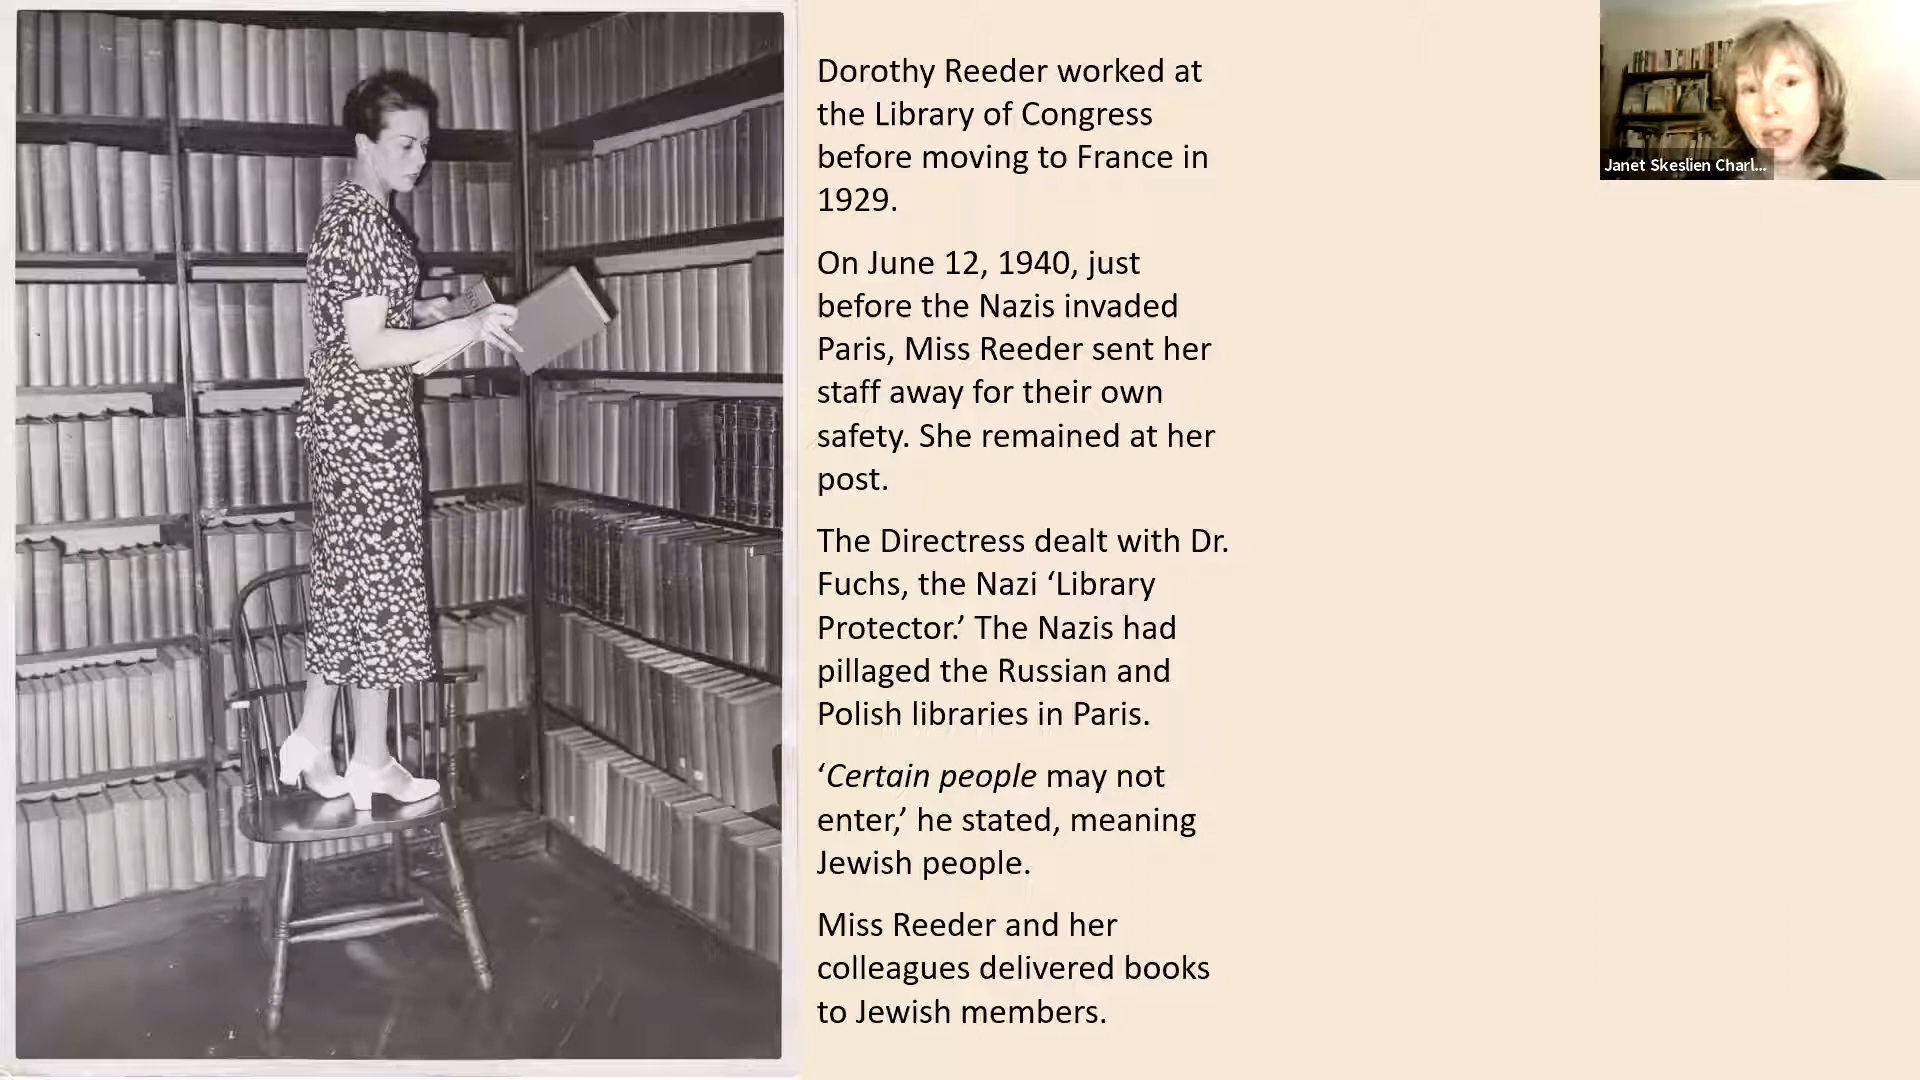 Dorothy Reeder worked at
the Library of Congress
before moving to France in
1929.
On June 12, 1940, just
before the Nazis invaded
Paris, Miss Reeder sent her
staff away for their own
safety. She remained at her
post.
The Directress dealt with Dr.
Fuchs, the Nazi ‘Library
Protector.’ The Nazis had
pillaged the Russian and
Polish libraries in Paris.
‘Certain people may not
enter,’ he stated, meaning
Jewish people.
Miss Reeder and her
colleagues delivered books
to Jewish members.
Janet Skeslien Charl...